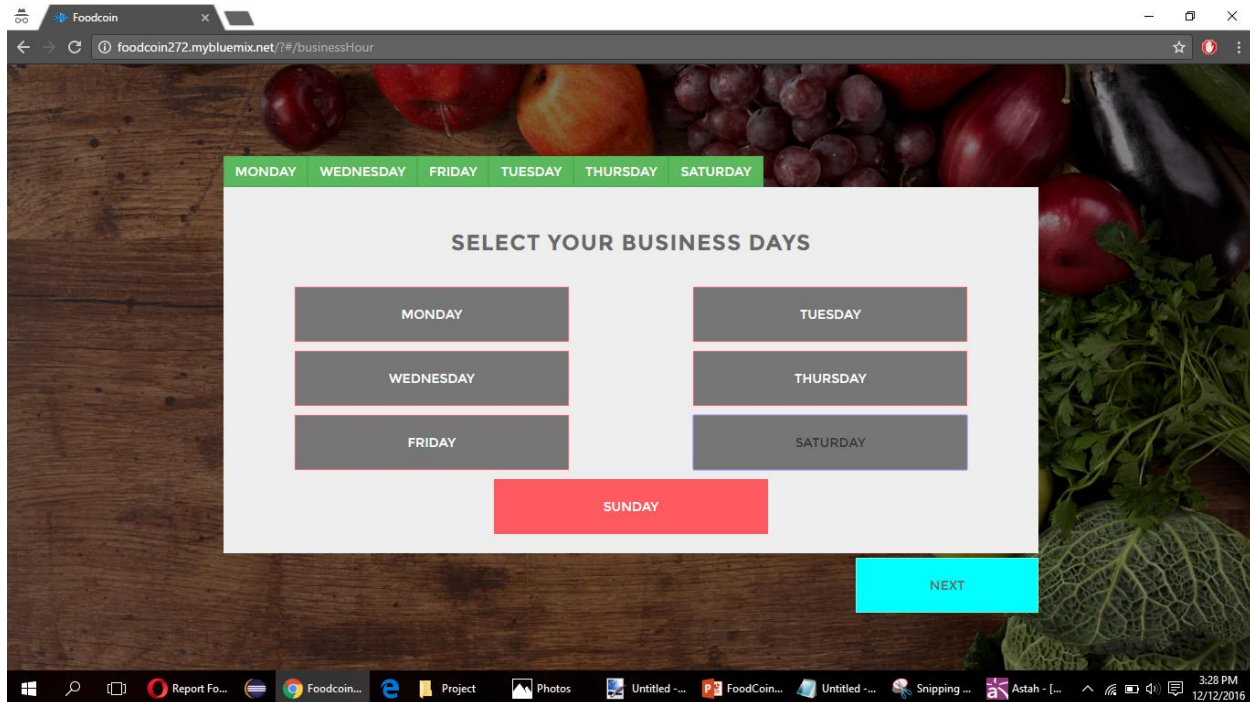 Foodcoin
foodcoin272.mybluemix.net/?#/businessHour
MONDAY WEDNESDAY FRIDAY TUESDAY THURSDAY SATURDAY
SELECT YOUR BUSINESS DAYS
MONDAY TUESDAY
WEDNESDAY THURSDAY
FRIDAY SATURDAY
SUNDAY
NEXT
Report Fo... Foodcoin... Project Photos Untitled -... FoodCoin... Untitled -... Snipping ... Astah - [... 3:28 PM
12/12/2016